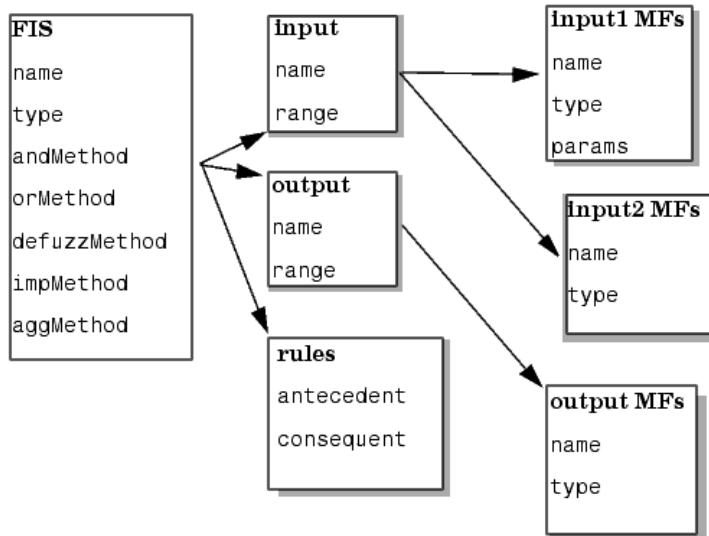 FIS
name
type
andMethod
orMethod
defuzzMethod
impMethod
aggMethod
input
name
range
output
name
range
rules
antecedent
consequent
input1 MFs
name
type
params
input2 MFs
name
type
output MFs
name
type